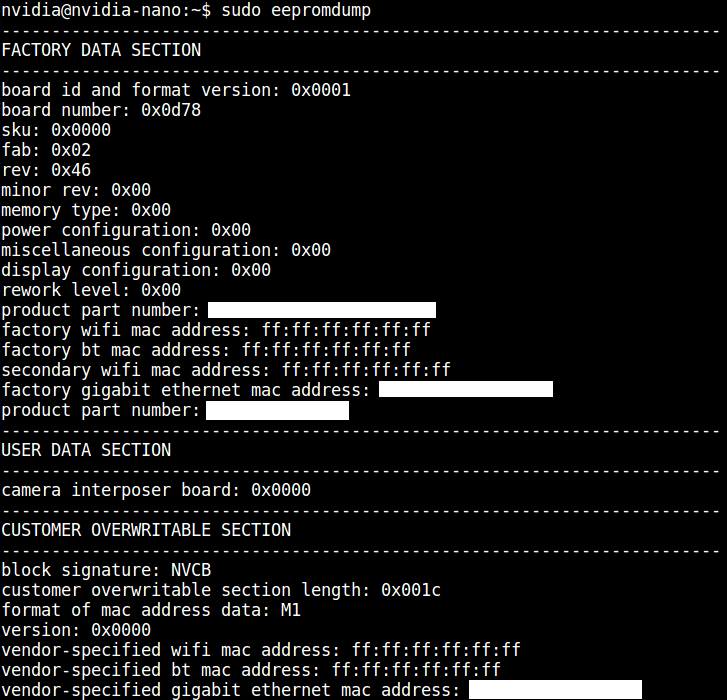 nvidia@nvidia-nano:~$ sudo eepromdump
------------------------------------------------------------------------
FACTORY DATA SECTION
------------------------------------------------------------------------
board id and format version: 0x0001
board number: 0x0d78
sku: 0x0000
fab: 0x02
rev: 0x46
minor rev: 0x00
memory type: 0x00
power configuration: 0x00
miscellaneous configuration: 0x00
display configuration: 0x00
rework level: 0x00
product part number:
factory wifi mac address: ff:ff:ff:ff:ff:ff
factory bt mac address: ff:ff:ff:ff:ff:ff
secondary wifi mac address: ff:ff:ff:ff:ff:ff
factory gigabit ethernet mac address:
product part number:
------------------------------------------------------------------------
USER DATA SECTION
------------------------------------------------------------------------
camera interposer board: 0x0000
------------------------------------------------------------------------
CUSTOMER OVERWRITABLE SECTION
------------------------------------------------------------------------
block signature: NVCB
customer overwritable section length: 0x001c
format of mac address data: M1
version: 0x0000
vendor-specified wifi mac address: ff:ff:ff:ff:ff:ff
vendor-specified bt mac address: ff:ff:ff:ff:ff:ff
vendor-specified gigabit ethernet mac address: